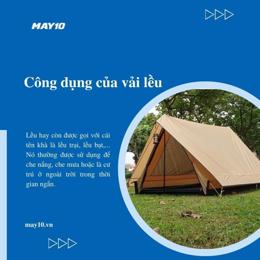 MAY10
Công dụng của vải lều
Lều hay còn được gọi với cái
tên khá là lều trại, lều bạt,...
Nó thường được sử dụng để
che nắng, che mưa hoặc là cư
trú ở ngoài trời trong thời
gian ngắn.
may10.vn